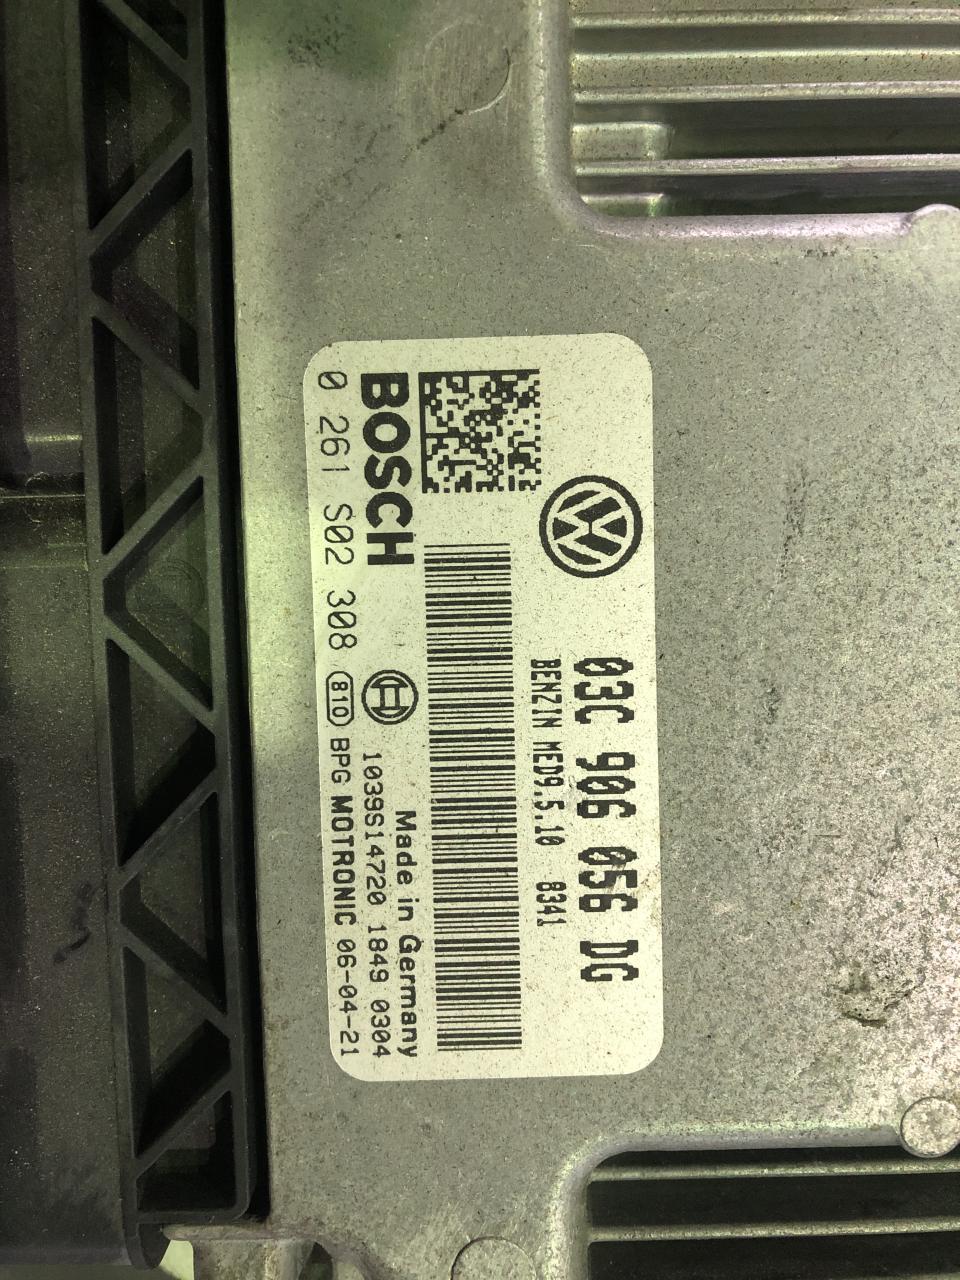 03C 906 056 DG
BENZIN MED9.5.10 8341
BOSCH
Made in Germany
1039S14720 1849 0304
0 261 S02 308 810 BPG MOTRONIC 06-04-21